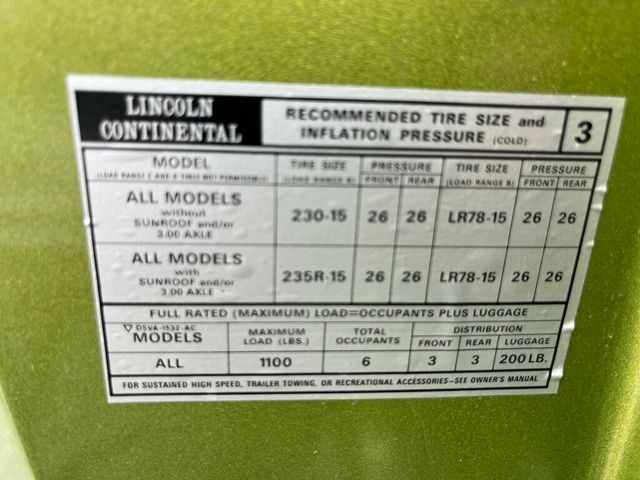 LINCOLN
CONTINENTAL
RECOMMENDED TIRE SIZE and
INFLATION PRESSURE (COLD)
3
MODEL TIRE SIZE PRESSURE TIRE SIZE PRESSURE
FRONT REAR (LOAD RANGE B) FRONT REAR
ALL MODELS
without
SUNROOF and/or
3.00 AXLE
230-15 26 26 LR78-15 26 26
ALL MODELS
with
SUNROOF and/or
3.00 AXLE
235R-15 26 26 LR78-15 26 26
FULL RATED (MAXIMUM) LOAD=OCCUPANTS PLUS LUGGAGE
▽ D5VA-1532-AC
MODELS
MAXIMUM
LOAD (LBS.)
TOTAL
OCCUPANTS
DISTRIBUTION
FRONT REAR LUGGAGE
ALL 1100 6 3 3 200 LB.
FOR SUSTAINED HIGH SPEED, TRAILER TOWING, OR RECREATIONAL ACCESSORIES—SEE OWNER'S MANUAL